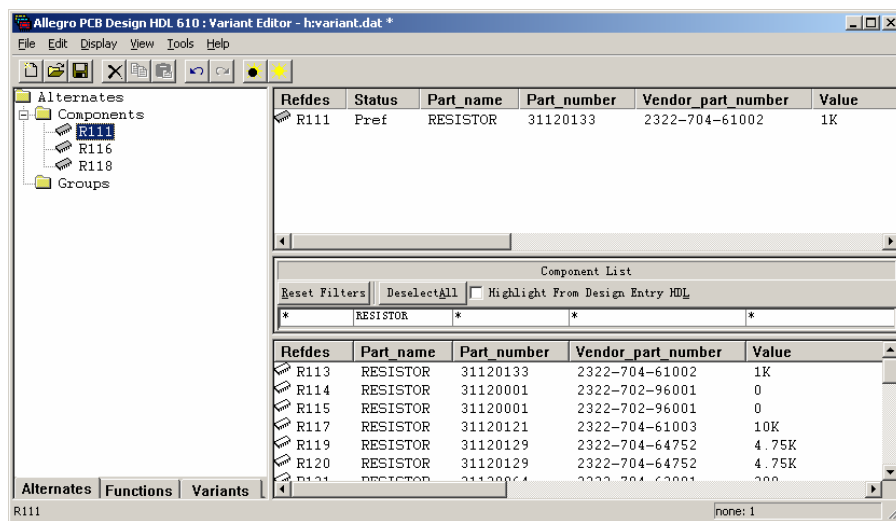 Allegro PCB Design HDL 610 : Variant Editor - h:variant.dat *
File Edit Display View Tools Help
Alternates
Components
R111
R116
R118
Groups
Refdes Status Part_name Part_number Vendor_part_number Value
R111 Pref RESISTOR 31120133 2322-704-61002 1K
Component List
Reset Filters DeselectAll Highlight From Design Entry HDL
* RESISTOR * * *
Refdes Part_name Part_number Vendor_part_number Value
R113 RESISTOR 31120133 2322-704-61002 1K
R114 RESISTOR 31120001 2322-702-96001 0
R115 RESISTOR 31120001 2322-702-96001 0
R117 RESISTOR 31120121 2322-704-61003 10K
R119 RESISTOR 31120129 2322-704-64752 4.75K
R120 RESISTOR 31120129 2322-704-64752 4.75K
R121 RESISTOR
Alternates Functions Variants
R111 none: 1